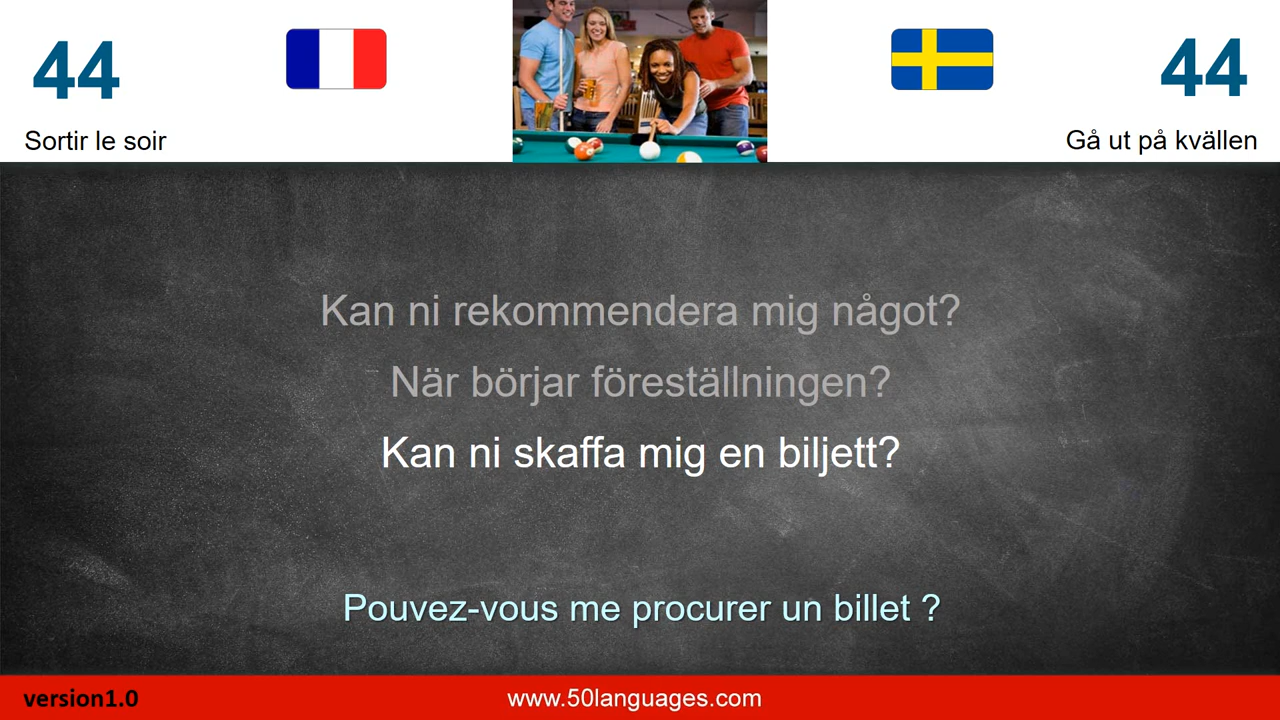 44
44
Sortir le soir
Gå ut på kvällen
Kan ni rekommendera mig något?
När börjar föreställningen?
Kan ni skaffa mig en biljett?
Pouvez-vous me procurer un billet ?
version1.0
www.50languages.com